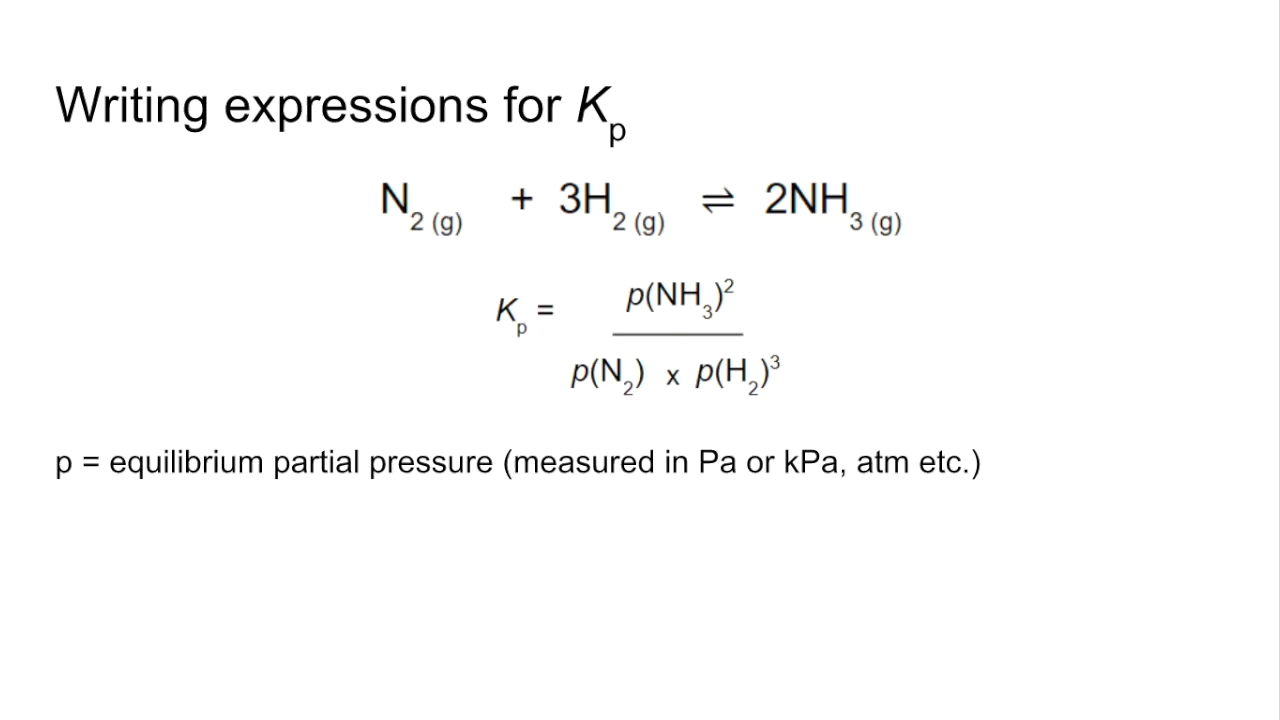 Writing expressions for Kp
N2 (g) + 3H2 (g) ⇌ 2NH3 (g)
Kp = p(NH3)²
p(N2) x p(H2)³
p = equilibrium partial pressure (measured in Pa or kPa, atm etc.)